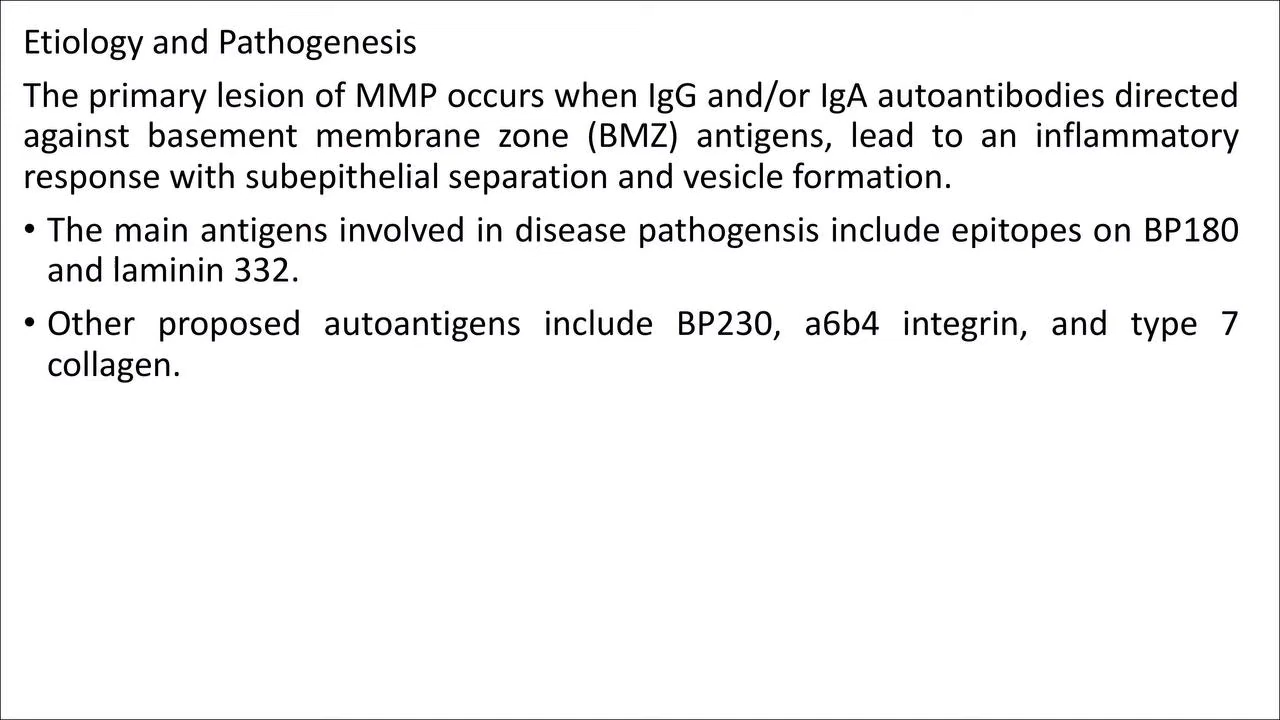 Etiology and Pathogenesis
The primary lesion of MMP occurs when IgG and/or IgA autoantibodies directed
against basement membrane zone (BMZ) antigens, lead to an inflammatory
response with subepithelial separation and vesicle formation.
• The main antigens involved in disease pathogensis include epitopes on BP180
and laminin 332.
• Other proposed autoantigens include BP230, a6b4 integrin, and type 7
collagen.